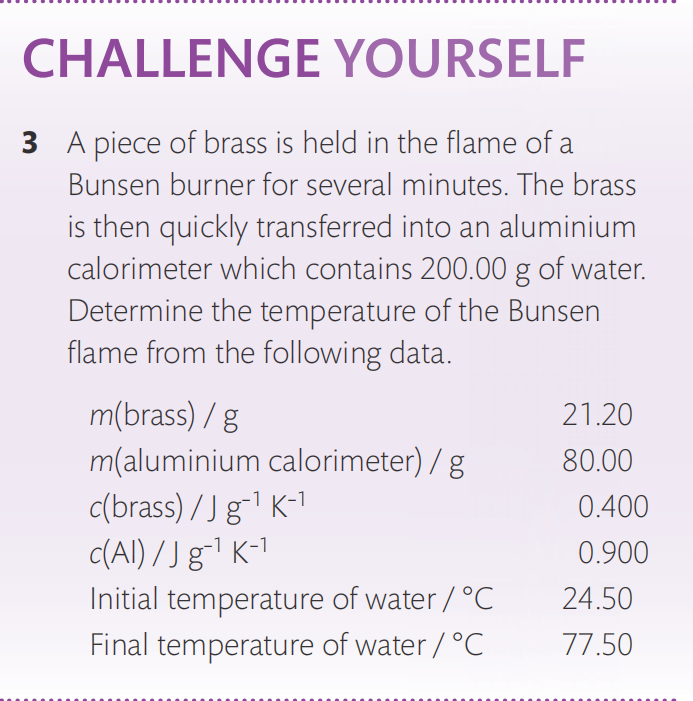 CHALLENGE YOURSELF
3 A piece of brass is held in the flame of a
Bunsen burner for several minutes. The brass
is then quickly transferred into an aluminium
calorimeter which contains 200.00 g of water.
Determine the temperature of the Bunsen
flame from the following data.
m(brass) / g 21.20
m(aluminium calorimeter) / g 80.00
c(brass) / J g⁻¹ K⁻¹ 0.400
c(Al) / J g⁻¹ K⁻¹ 0.900
Initial temperature of water / °C 24.50
Final temperature of water / °C 77.50